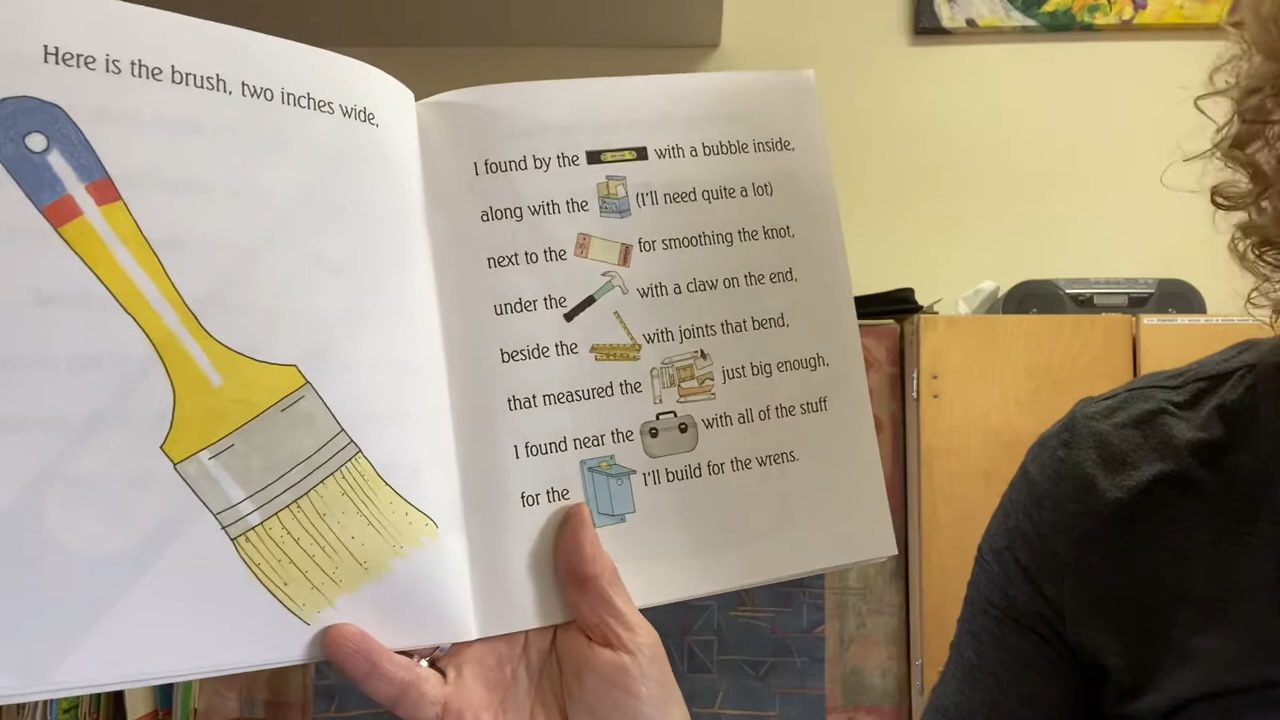 Here is the brush, two inches wide,
I found by the with a bubble inside,
along with the (I'll need quite a lot)
next to the for smoothing the knot,
under the with a claw on the end,
beside the with joints that bend,
that measured the just big enough,
I found near the with all of the stuff
for the I'll build for the wrens.